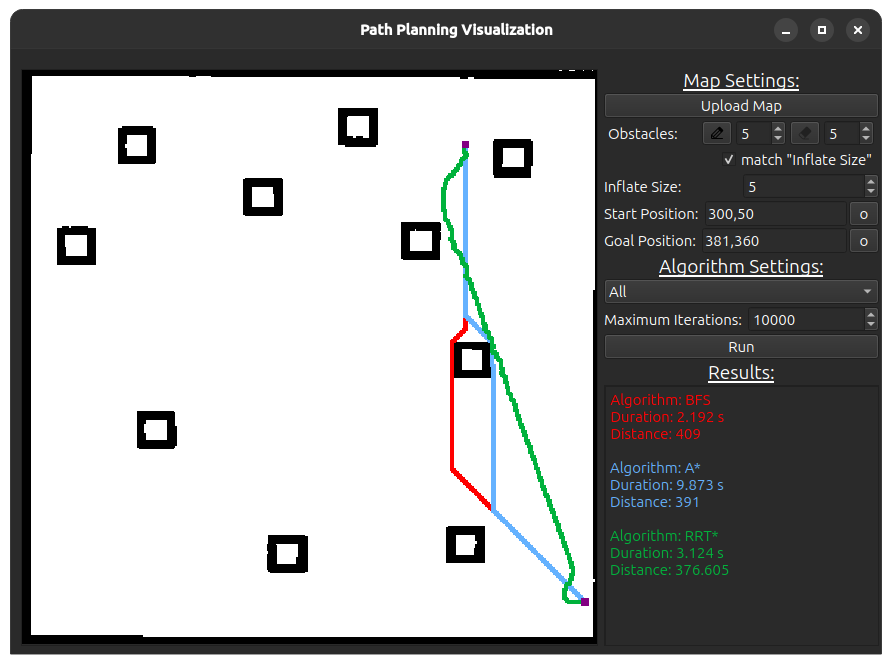 Path Planning Visualization
Map Settings:
Upload Map
Obstacles: 5 5
match "Inflate Size"
Inflate Size: 5
Start Position: 300,50 o
Goal Position: 381,360 o
Algorithm Settings:
All
Maximum Iterations: 10000
Run
Results:
Algorithm: BFS
Duration: 2.192 s
Distance: 409
Algorithm: A*
Duration: 9.873 s
Distance: 391
Algorithm: RRT*
Duration: 3.124 s
Distance: 376.605